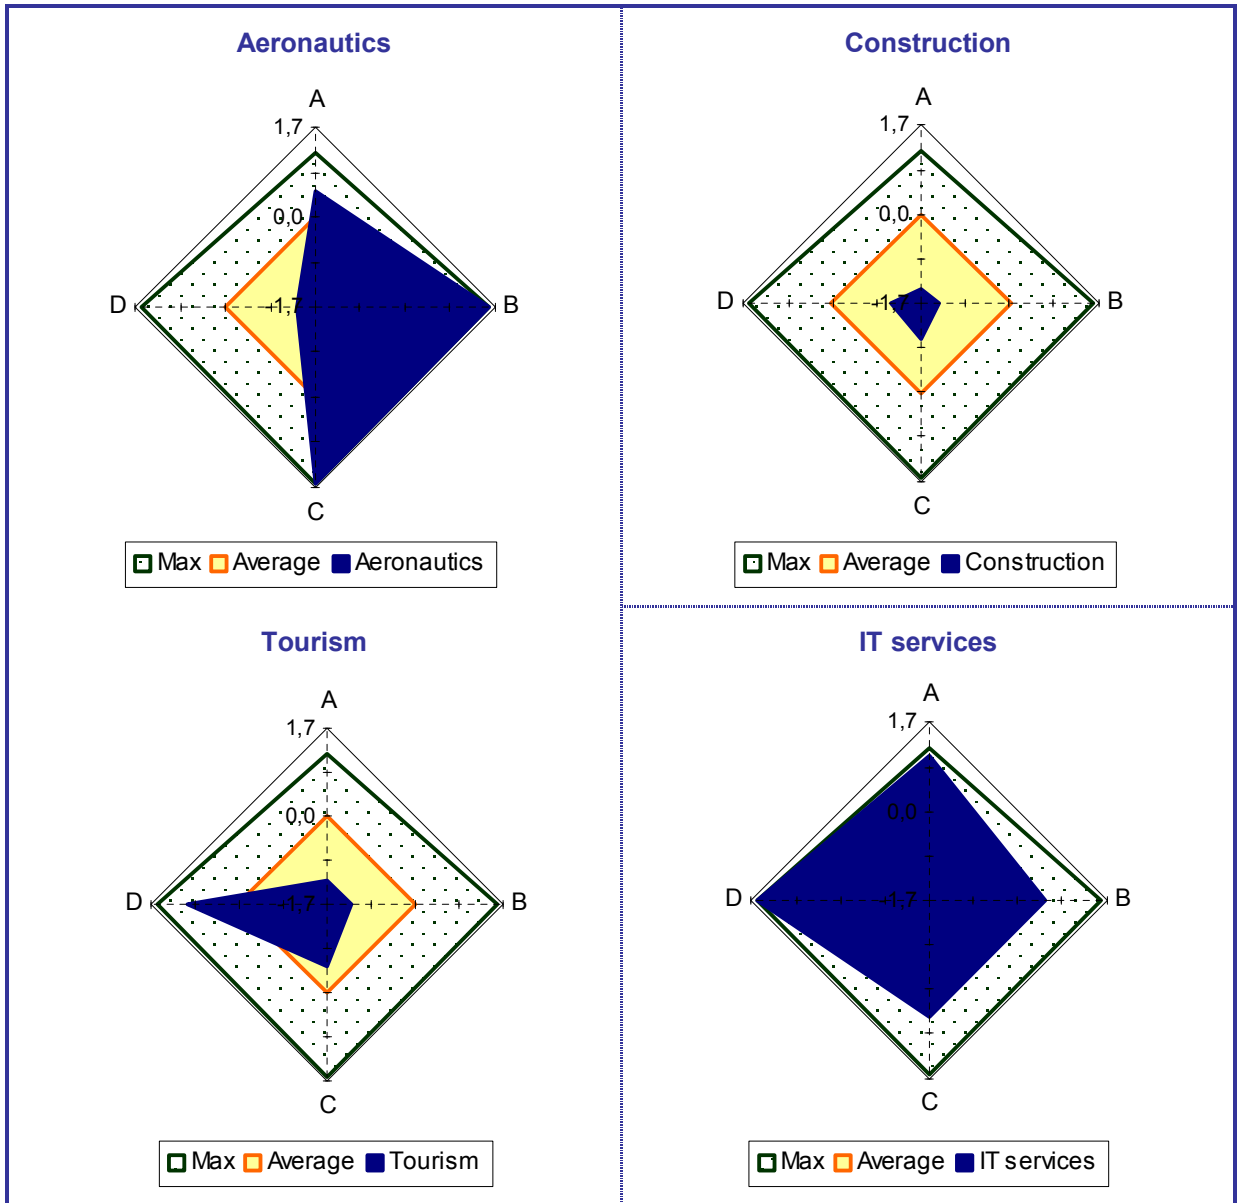 Aeronautics
A
1,7
0,0
D
-1,7
B
C
Max Average Aeronautics
Construction
A
1,7
0,0
D
-1,7
B
C
Max Average Construction
Tourism
A
1,7
0,0
D
-1,7
B
C
Max Average Tourism
IT services
A
1,7
0,0
D
-1,7
B
C
Max Average IT services